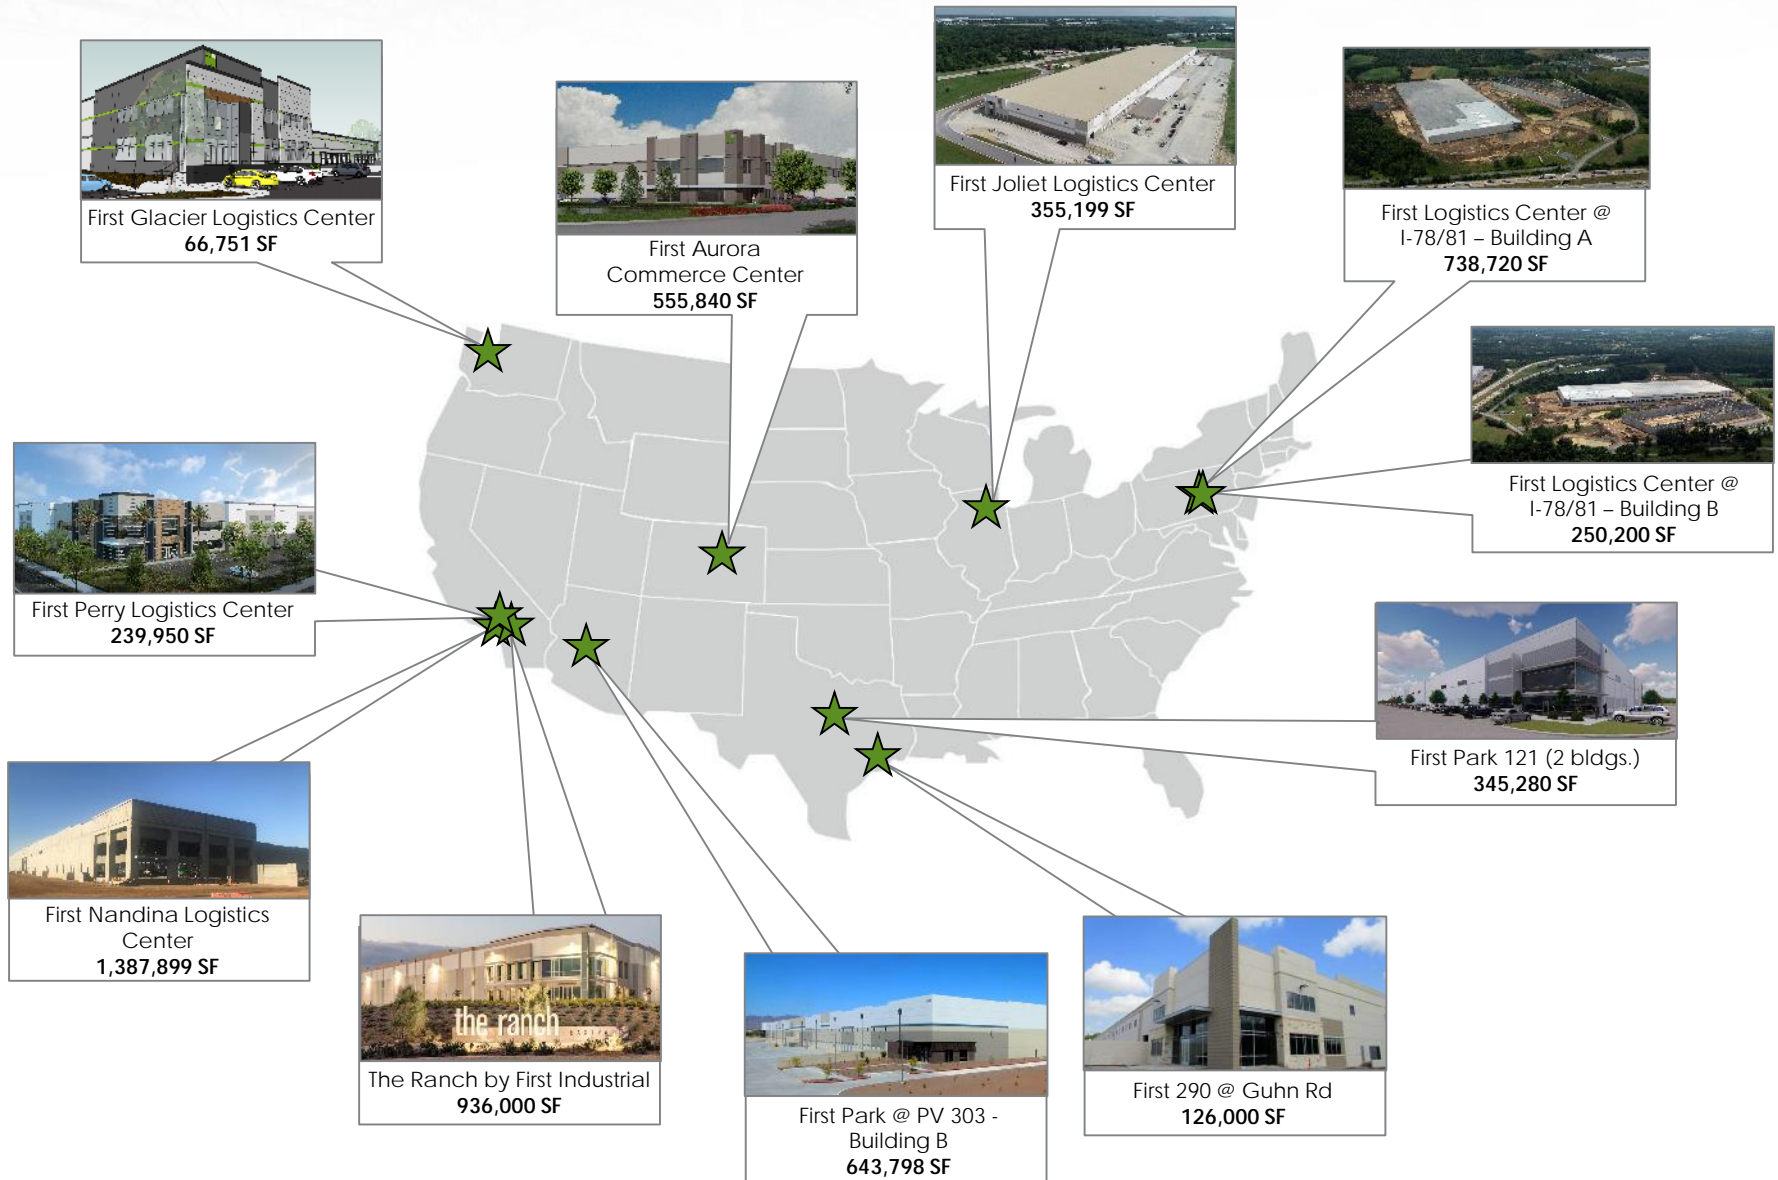 First Glacier Logistics Center
66,751 SF
First Aurora
Commerce Center
555,840 SF
First Joliet Logistics Center
355,199 SF
First Logistics Center @
I-78/81 – Building A
738,720 SF
First Logistics Center @
I-78/81 – Building B
250,200 SF
First Perry Logistics Center
239,950 SF
First Park 121 (2 bldgs.)
345,280 SF
First Nandina Logistics
Center
1,387,899 SF
the ranch
The Ranch by First Industrial
936,000 SF
First Park @ PV 303 -
Building B
643,798 SF
First 290 @ Guhn Rd
126,000 SF